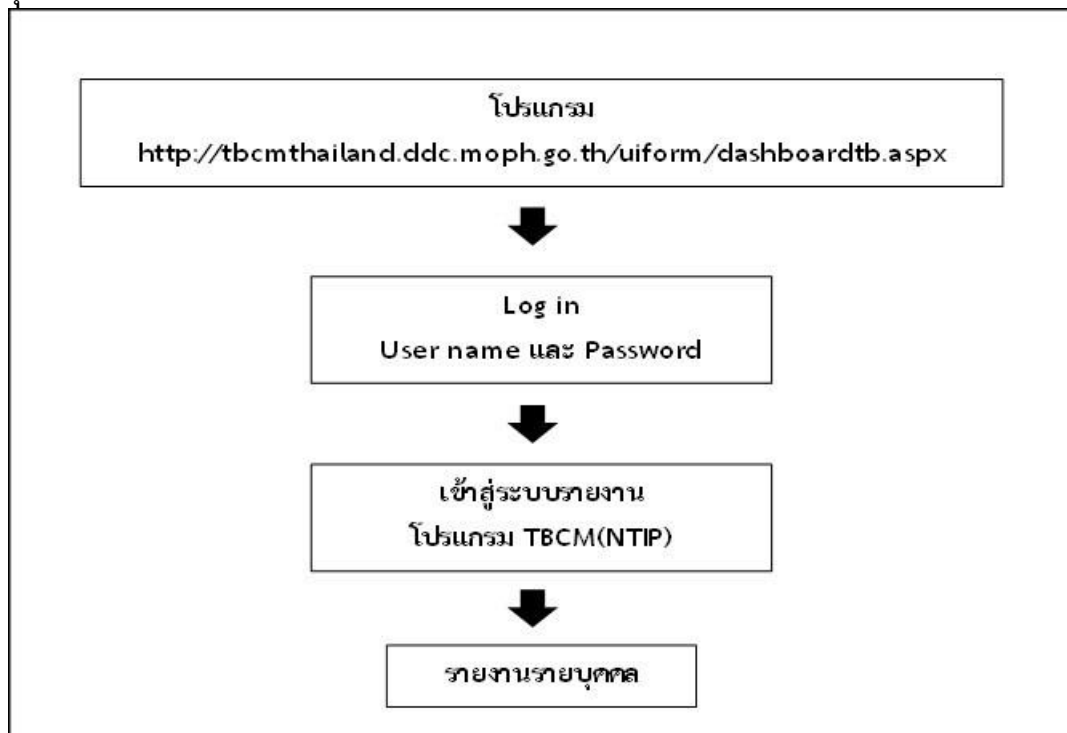 โปรแกรม
http://tbcmthailand.ddc.moph.go.th/uiform/dashboardtb.aspx
Log in
User name และ Password
เข้าสู่ระบบรายงาน
โปรแกรม TBCM(NTIP)
รายงานรายบุคคล